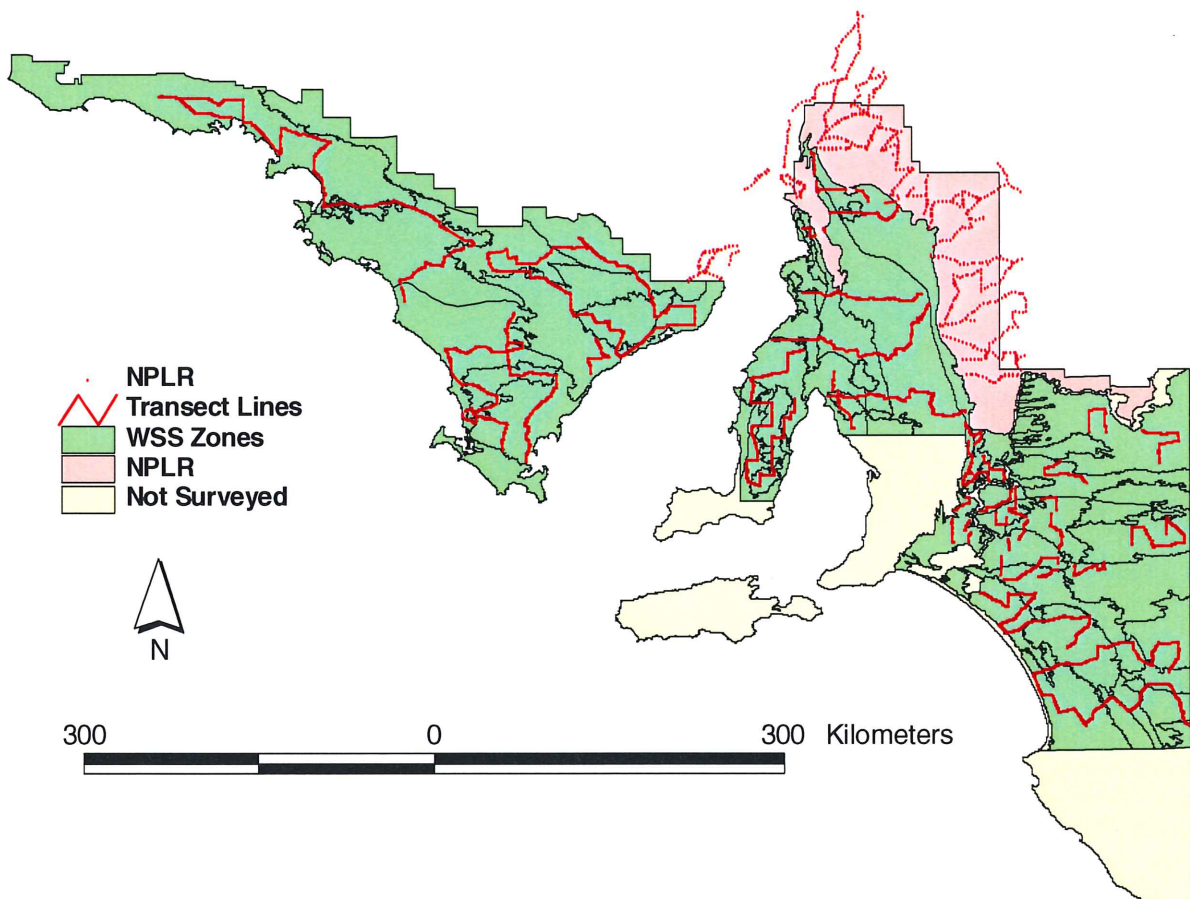 NPLR
Transect Lines
WSS Zones
NPLR
Not Surveyed
N
300 0 300 Kilometers